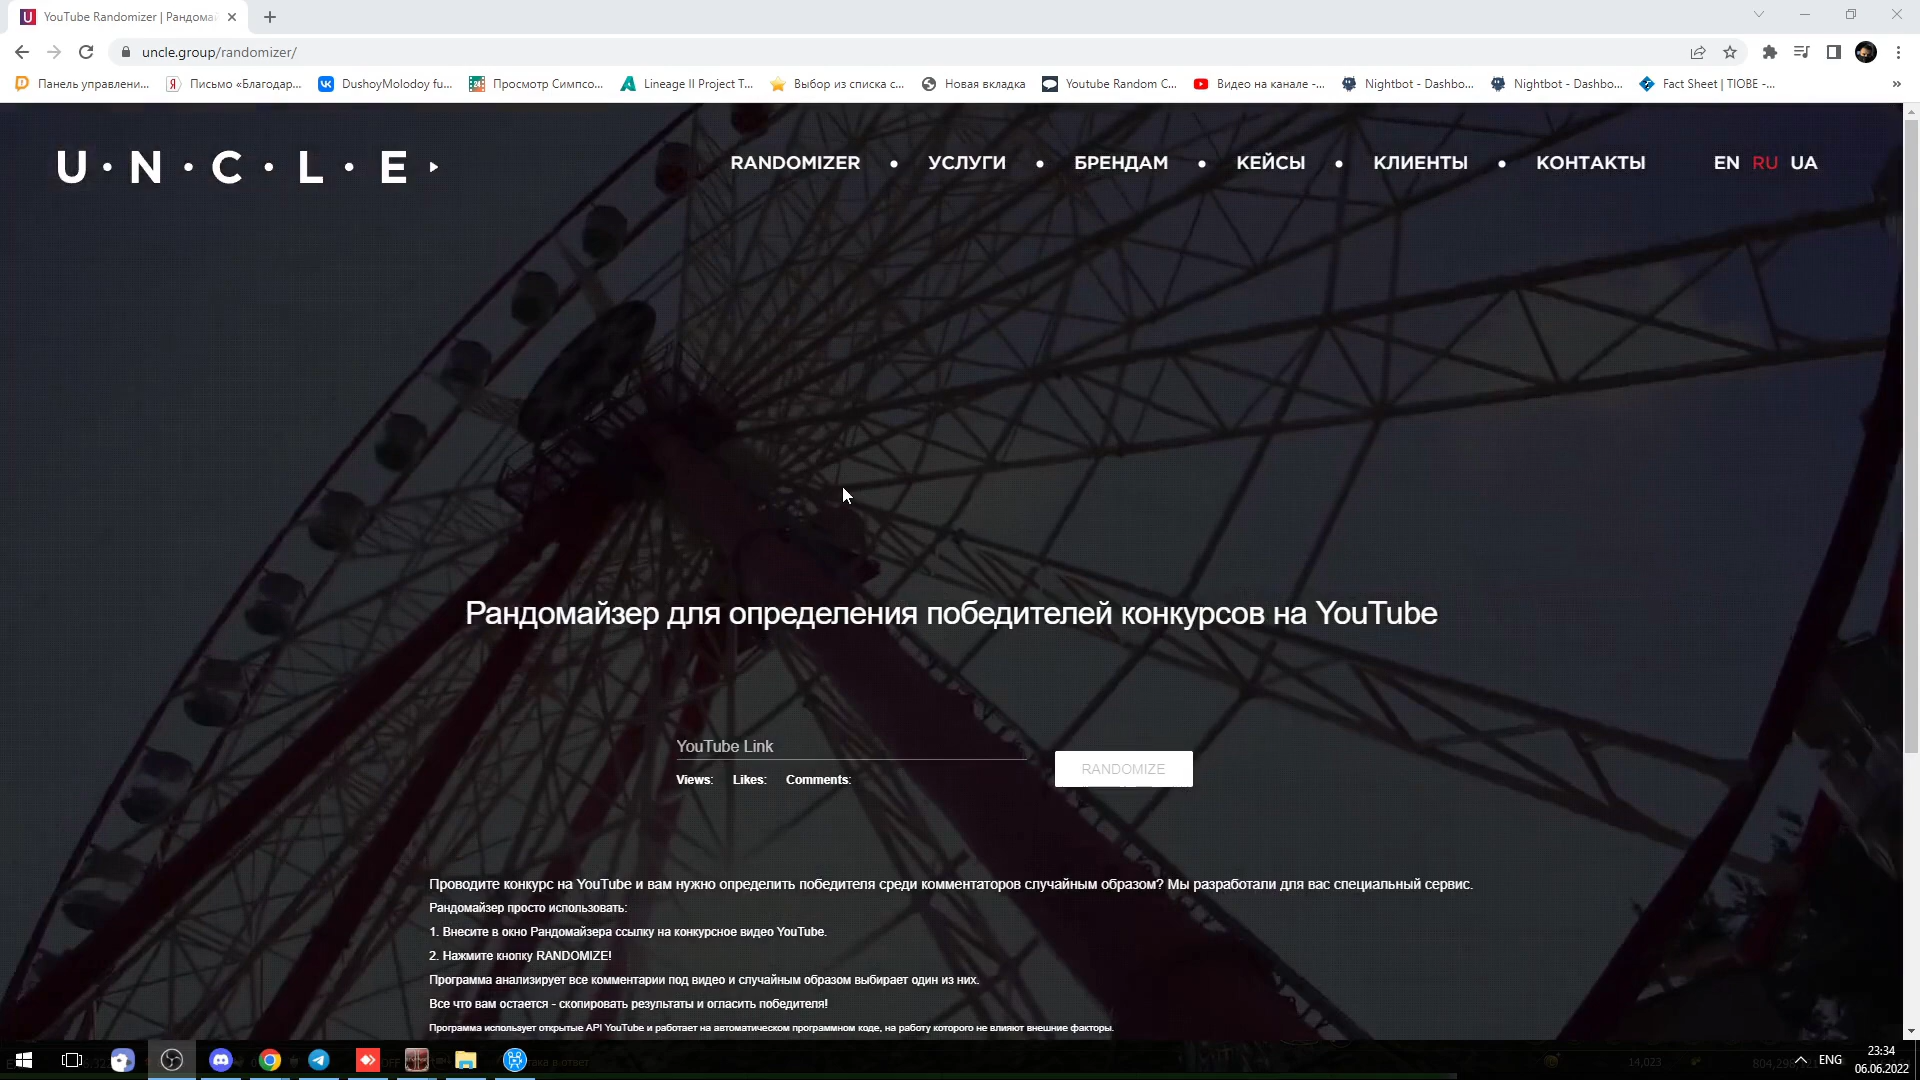 YouTube Randomizer | Рандомай
uncle.group/randomizer/
Панель управлени...
Письмо «Благодар...
DushoyMolodoy fu...
Просмотр Симпсо...
Lineage II Project T...
Выбор из списка с...
Новая вкладка
Youtube Random C...
Видео на канале -...
Nightbot - Dashbo...
Nightbot - Dashbo...
Fact Sheet | TIOBE -...
U·N·C·L·E
RANDOMIZER • УСЛУГИ • БРЕНДАМ • КЕЙСЫ • КЛИЕНТЫ • КОНТАКТЫ
EN RU UA
Рандомайзер для определения победителей конкурсов на YouTube
YouTube Link
Views: Likes: Comments:
RANDOMIZE
Проводите конкурс на YouTube и вам нужно определить победителя среди комментаторов случайным образом? Мы разработали для вас специальный сервис.
Рандомайзер просто использовать:
1. Внесите в окно Рандомайзера ссылку на конкурсное видео YouTube.
2. Нажмите кнопку RANDOMIZE!
Программа анализирует все комментарии под видео и случайным образом выбирает один из них.
Все что вам остается - скопировать результаты и огласить победителя!
Программа использует открытые API YouTube и работает на автоматическом программном коде, на работу которого не влияют внешние факторы.
14,023
ENG
23:34
06.06.2022